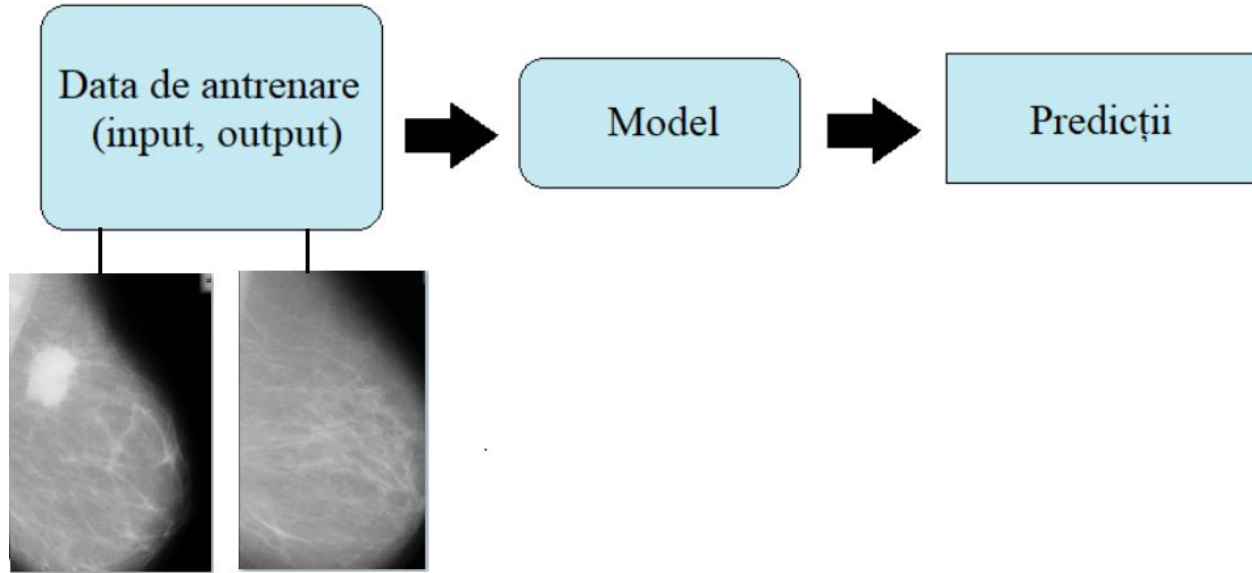 Data de antrenare
(input, output)
Model
Predicții